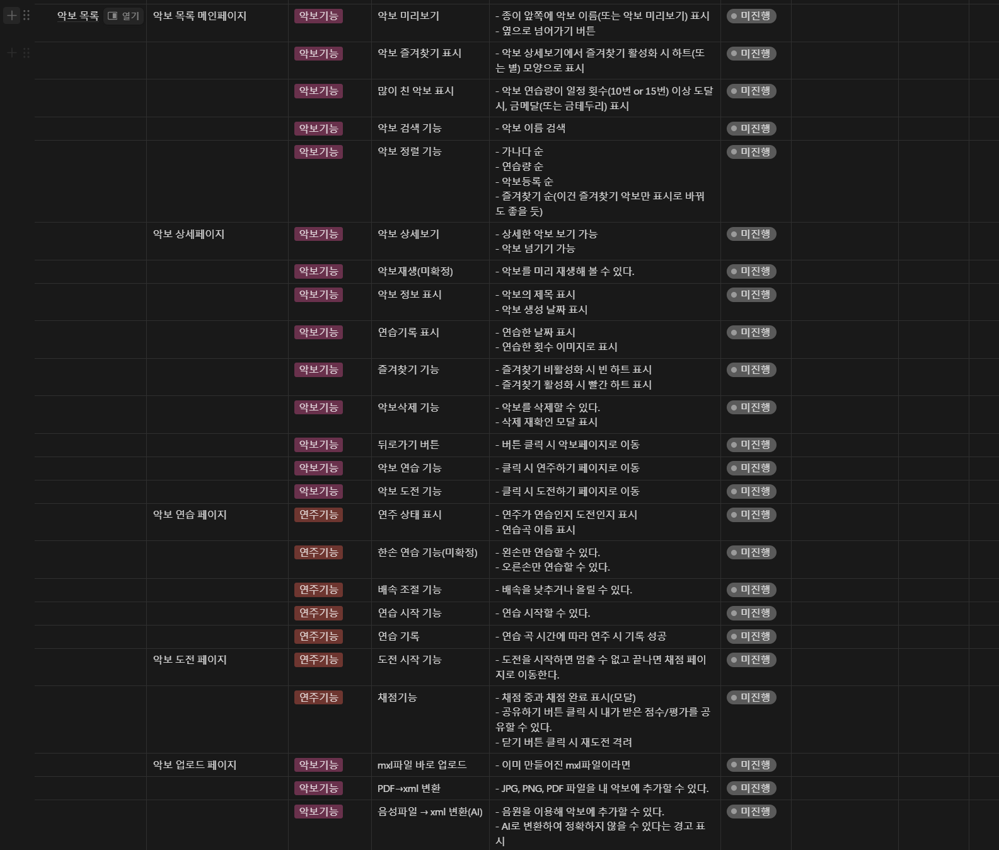 악보 목록 열기 악보 목록 메인페이지 악보기능 악보 미리보기 - 종이 앞쪽에 악보 이름(또는 악보 미리보기) 표시 미진행
- 옆으로 넘어가기 버튼
악보기능 악보 즐겨찾기 표시 - 악보 상세보기에서 즐겨찾기 활성화 시 하트(또 미진행
는 별) 모양으로 표시
악보기능 많이 친 악보 표시 - 악보 연습량이 일정 횟수(10번 or 15번) 이상 도달 미진행
시, 금메달(또는 금테두리) 표시
악보기능 악보 검색 기능 - 악보 이름 검색 미진행
악보기능 악보 정렬 기능 - 가나다 순 미진행
- 연습량 순
- 악보등록 순
- 즐겨찾기 순(이건 즐겨찾기 악보만 표시로 바꿔
도 좋을 듯)
악보 상세페이지 악보기능 악보 상세보기 - 상세한 악보 보기 가능 미진행
- 악보 넘기기 가능
악보기능 악보재생(미확정) - 악보를 미리 재생해 볼 수 있다. 미진행
악보기능 악보 정보 표시 - 악보의 제목 표시 미진행
- 악보 생성 날짜 표시
악보기능 연습기록 표시 - 연습한 날짜 표시 미진행
- 연습한 횟수 이미지로 표시
악보기능 즐겨찾기 기능 - 즐겨찾기 비활성화 시 빈 하트 표시 미진행
- 즐겨찾기 활성화 시 빨간 하트 표시
악보기능 악보삭제 기능 - 악보를 삭제할 수 있다. 미진행
- 삭제 재확인 모달 표시
악보기능 뒤로가기 버튼 - 버튼 클릭 시 악보페이지로 이동 미진행
악보기능 악보 연습 기능 - 클릭 시 연주하기 페이지로 이동 미진행
악보기능 악보 도전 기능 - 클릭 시 도전하기 페이지로 이동 미진행
악보 연습 페이지 연주기능 연주 상태 표시 - 연주가 연습인지 도전인지 표시 미진행
- 연습곡 이름 표시
연주기능 한손 연습 기능(미확정) - 왼손만 연습할 수 있다. 미진행
- 오른손만 연습할 수 있다.
연주기능 배속 조절 기능 - 배속을 낮추거나 올릴 수 있다. 미진행
연주기능 연습 시작 기능 - 연습 시작할 수 있다. 미진행
연주기능 연습 기록 - 연습 곡 시간에 따라 연주 시 기록 성공 미진행
악보 도전 페이지 연주기능 도전 시작 기능 - 도전을 시작하면 멈출 수 없고 끝나면 채점 페이 미진행
지로 이동한다.
연주기능 채점기능 - 채점 중과 채점 완료 표시(모달) 미진행
- 공유하기 버튼 클릭 시 내가 받은 점수/평가를 공
유할 수 있다.
- 닫기 버튼 클릭 시 재도전 격려
악보 업로드 페이지 악보기능 mxl파일 바로 업로드 - 이미 만들어진 mxl파일이라면 미진행
악보기능 PDF→xml 변환 - JPG, PNG, PDF 파일을 내 악보에 추가할 수 있다. 미진행
악보기능 음성파일 → xml 변환(AI) - 음원을 이용해 악보에 추가할 수 있다. 미진행
- AI로 변환하여 정확하지 않을 수 있다는 경고 표
시